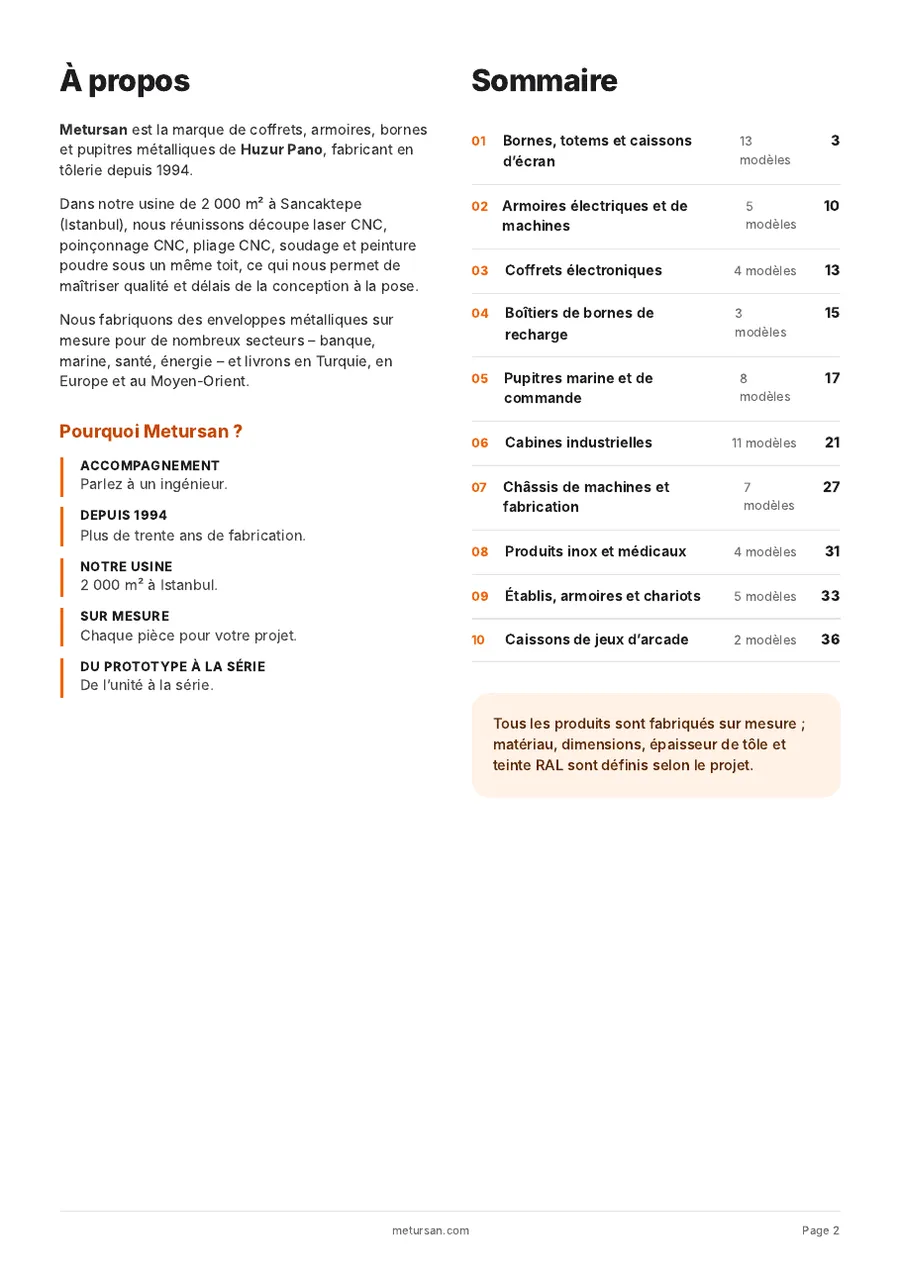 À propos
Metursan est la marque de coffrets, armoires, bornes
et pupitres métalliques de Huzur Pano, fabricant en
tôlerie depuis 1994.
Dans notre usine de 2 000 m² à Sancaktepe
(Istanbul), nous réunissons découpe laser CNC,
poinçonnage CNC, pliage CNC, soudage et peinture
poudre sous un même toit, ce qui nous permet de
maîtriser qualité et délais de la conception à la pose.
Nous fabriquons des enveloppes métalliques sur
mesure pour de nombreux secteurs – banque,
marine, santé, énergie – et livrons en Turquie, en
Europe et au Moyen-Orient.
Pourquoi Metursan ?
ACCOMPAGNEMENT
Parlez à un ingénieur.
DEPUIS 1994
Plus de trente ans de fabrication.
NOTRE USINE
2 000 m² à Istanbul.
SUR MESURE
Chaque pièce pour votre projet.
DU PROTOTYPE À LA SÉRIE
De l’unité à la série.
Sommaire
01 Bornes, totems et caissons 13 3
d’écran modèles
02 Armoires électriques et de 5 10
machines modèles
03 Coffrets électroniques 4 modèles 13
04 Boîtiers de bornes de 3 15
recharge modèles
05 Pupitres marine et de 8 17
commande modèles
06 Cabines industrielles 11 modèles 21
07 Châssis de machines et 7 27
fabrication modèles
08 Produits inox et médicaux 4 modèles 31
09 Établis, armoires et chariots 5 modèles 33
10 Caissons de jeux d’arcade 2 modèles 36
Tous les produits sont fabriqués sur mesure ;
matériau, dimensions, épaisseur de tôle et
teinte RAL sont définis selon le projet.
metursan.com Page 2